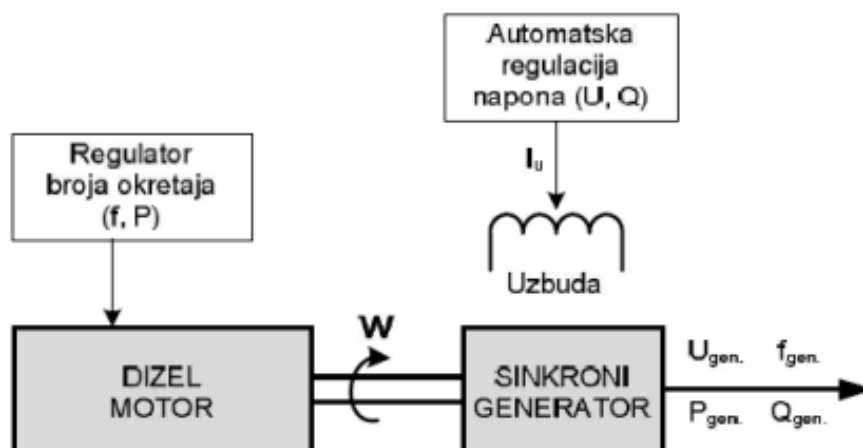 Automatska
regulacija
napona (U, Q)
Regulator
broja okretaja
(f, P)
Iu
Uzbuda
W
DIZEL
MOTOR
SINKRONI
GENERATOR
Ugen. fgen.
Pgen. Qgen.